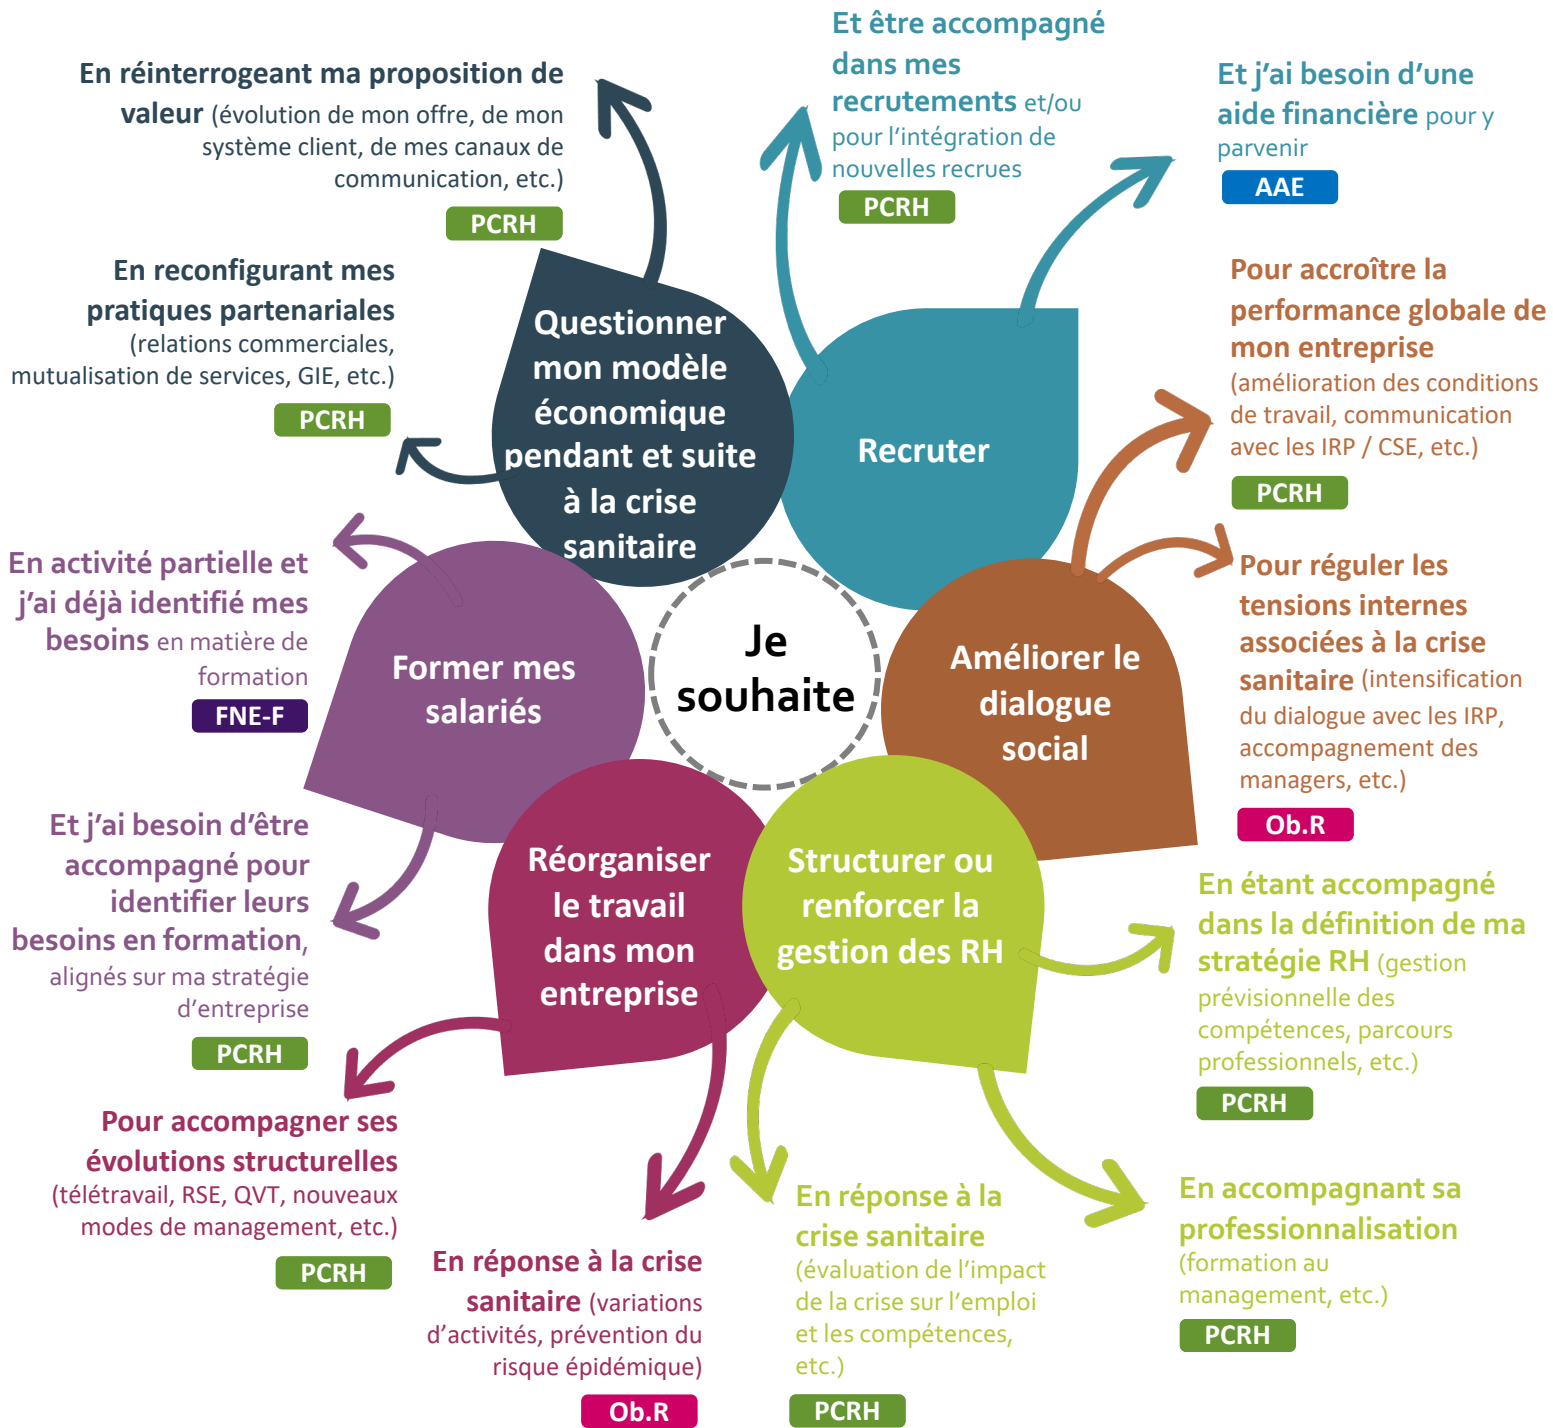 En réinterrogeant ma proposition de
valeur (évolution de mon offre, de mon
système client, de mes canaux de
communication, etc.)
PCRH
En reconfigurant mes
pratiques partenariales
(relations commerciales,
mutualisation de services, GIE, etc.)
PCRH
Questionner
mon modèle
économique
pendant et suite
à la crise
sanitaire
Et être accompagné
dans mes
recrutements et/ou
pour l'intégration de
nouvelles recrues
PCRH
Et j'ai besoin d'une
aide financière pour y
parvenir
AAE
Recruter
Pour accroître la
performance globale de
mon entreprise
(amélioration des conditions
de travail, communication
avec les IRP / CSE, etc.)
PCRH
Pour réguler les
tensions internes
associées à la crise
sanitaire (intensification
du dialogue avec les IRP,
accompagnement des
managers, etc.)
Ob.R
Améliorer le
dialogue
social
Je
souhaite
En activité partielle et
j'ai déjà identifié mes
besoins en matière de
formation
FNE-F
Former mes
salariés
Et j'ai besoin d'être
accompagné pour
identifier leurs
besoins en formation,
alignés sur ma stratégie
d'entreprise
PCRH
Réorganiser
le travail
dans mon
entreprise
Pour accompagner ses
évolutions structurelles
(télétravail, RSE, QVT, nouveaux
modes de management, etc.)
PCRH
En réponse à la crise
sanitaire (variations
d'activités, prévention du
risque épidémique)
Ob.R
Structurer ou
renforcer la
gestion des RH
En étant accompagné
dans la définition de ma
stratégie RH (gestion
prévisionnelle des
compétences, parcours
professionnels, etc.)
PCRH
En réponse à la
crise sanitaire
(évaluation de l'impact
de la crise sur l'emploi
et les compétences,
etc.)
PCRH
En accompagnant sa
professionnalisation
(formation au
management, etc.)
PCRH